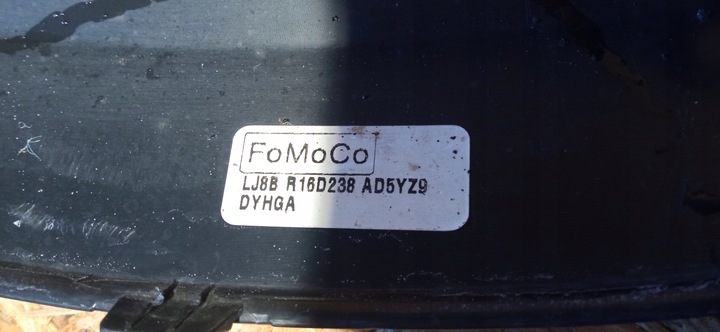 FoMoCo
LJ8B R16D238 AD5YZ9
DYHGA